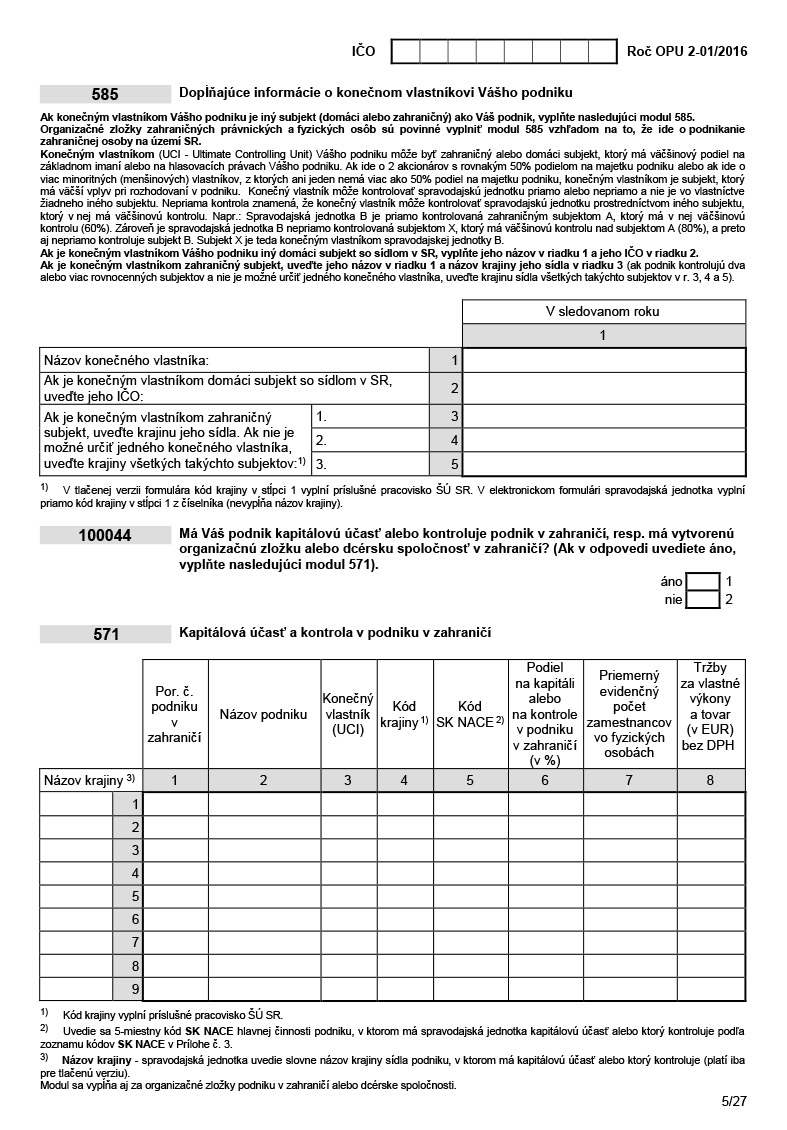 IČO Roč OPU 2-01/2016
585 Dopĺňajúce informácie o konečnom vlastníkovi Vášho podniku
Ak konečným vlastníkom Vášho podniku je iný subjekt (domáci alebo zahraničný) ako Váš podnik, vyplňte nasledujúci modul 585.
Organizačné zložky zahraničných právnických a fyzických osôb sú povinné vyplniť modul 585 vzhľadom na to, že ide o podnikanie
zahraničnej osoby na území SR.
Konečným vlastníkom (UCI - Ultimate Controlling Unit) Vášho podniku môže byť zahraničný alebo domáci subjekt, ktorý má väčšinový podiel na
základnom imaní alebo na hlasovacích právach Vášho podniku. Ak ide o 2 akcionárov s rovnakým 50% podielom na majetku podniku alebo ak ide o
viac minoritných (menšinových) vlastníkov, z ktorých ani jeden nemá viac ako 50% podiel na majetku podniku, konečným vlastníkom je subjekt, ktorý
má väčší vplyv pri rozhodovaní v podniku. Konečný vlastník môže kontrolovať spravodajskú jednotku priamo alebo nepriamo a nie je vo vlastníctve
žiadneho iného subjektu. Nepriama kontrola znamená, že konečný vlastník môže kontrolovať spravodajskú jednotku prostredníctvom iného subjektu,
ktorý v nej má väčšinovú kontrolu. Napr.: Spravodajská jednotka B je priamo kontrolovaná zahraničným subjektom A, ktorý má v nej väčšinovú
kontrolu (60%). Zároveň je spravodajská jednotka B nepriamo kontrolovaná subjektom X, ktorý má väčšinovú kontrolu nad subjektom A (80%), a preto
aj nepriamo kontroluje subjekt B. Subjekt X je teda konečným vlastníkom spravodajskej jednotky B.
Ak je konečným vlastníkom Vášho podniku iný domáci subjekt so sídlom v SR, vyplňte jeho názov v riadku 1 a jeho IČO v riadku 2.
Ak je konečným vlastníkom zahraničný subjekt, uveďte jeho názov v riadku 1 a názov krajiny jeho sídla v riadku 3 (ak podnik kontrolujú dva
alebo viac rovnocenných subjektov a nie je možné určiť jedného konečného vlastníka, uveďte krajinu sídla všetkých takýchto subjektov v r. 3, 4 a 5).
V sledovanom roku
1
Názov konečného vlastníka: 1
Ak je konečným vlastníkom domáci subjekt so sídlom v SR,
uveďte jeho IČO: 2
Ak je konečným vlastníkom zahraničný 1. 3
subjekt, uveďte krajinu jeho sídla. Ak nie je
možné určiť jedného konečného vlastníka, 2. 4
uveďte krajiny všetkých takýchto subjektov:1) 3. 5
1) V tlačenej verzii formulára kód krajiny v stĺpci 1 vyplní príslušné pracovisko ŠÚ SR. V elektronickom formulári spravodajská jednotka vyplní
priamo kód krajiny v stĺpci 1 z číselníka (nevypĺňa názov krajiny).
100044 Má Váš podnik kapitálovú účasť alebo kontroluje podnik v zahraničí, resp. má vytvorenú
organizačnú zložku alebo dcérsku spoločnosť v zahraničí? (Ak v odpovedi uvediete áno,
vyplňte nasledujúci modul 571).
áno 1
nie 2
571 Kapitálová účasť a kontrola v podniku v zahraničí
Por. č.
podniku
v
zahraničí
Názov podniku
Konečný
vlastník
(UCI)
Kód
krajiny 1)
Kód
SK NACE 2)
Podiel
na kapitáli
alebo
na kontrole
v podniku
v zahraničí
(v %)
Priemerný
evidenčný
počet
zamestnancov
vo fyzických
osobách
Tržby
za vlastné
výkony
a tovar
(v EUR)
bez DPH
Názov krajiny 3) 1 2 3 4 5 6 7 8
1
2
3
4
5
6
7
8
9
1) Kód krajiny vyplní príslušné pracovisko ŠÚ SR.
2) Uvedie sa 5-miestny kód SK NACE hlavnej činnosti podniku, v ktorom má spravodajská jednotka kapitálovú účasť alebo ktorý kontroluje podľa
zoznamu kódov SK NACE v Prílohe č. 3.
3) Názov krajiny - spravodajská jednotka uvedie slovne názov krajiny sídla podniku, v ktorom má kapitálovú účasť alebo ktorý kontroluje (platí iba
pre tlačenú verziu).
Modul sa vypĺňa aj za organizačné zložky podniku v zahraničí alebo dcérske spoločnosti.
5/27